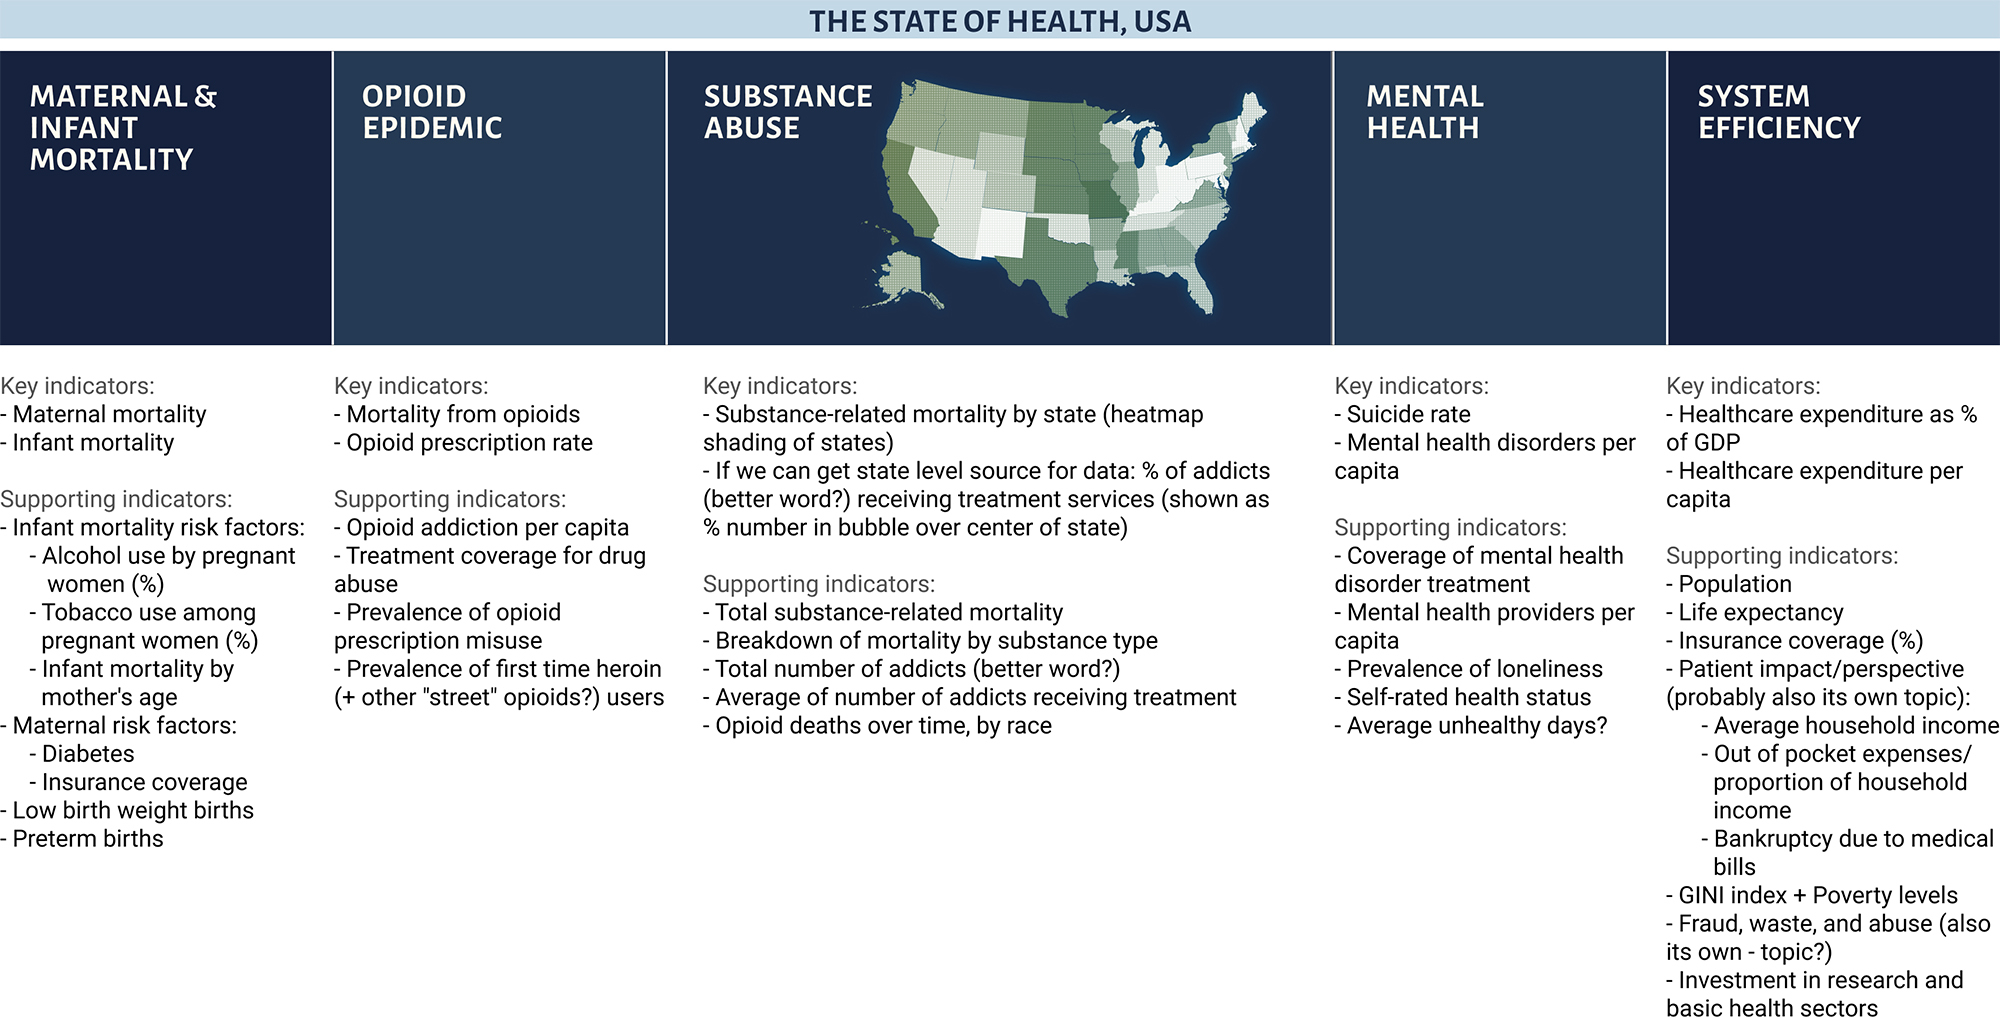 THE STATE OF HEALTH, USA
MATERNAL &
INFANT
MORTALITY
OPIOID
EPIDEMIC
SUBSTANCE
ABUSE
MENTAL
HEALTH
SYSTEM
EFFICIENCY
Key indicators:
- Maternal mortality
- Infant mortality
Supporting indicators:
- Infant mortality risk factors:
- Alcohol use by pregnant
women (%)
- Tobacco use among
pregnant women (%)
- Infant mortality by
mother's age
- Maternal risk factors:
- Diabetes
- Insurance coverage
- Low birth weight births
- Preterm births
Key indicators:
- Mortality from opioids
- Opioid prescription rate
Supporting indicators:
- Opioid addiction per capita
- Treatment coverage for drug
abuse
- Prevalence of opioid
prescription misuse
- Prevalence of first time heroin
(+ other "street" opioids?) users
Key indicators:
- Substance-related mortality by state (heatmap
shading of states)
- If we can get state level source for data: % of addicts
(better word?) receiving treatment services (shown as
% number in bubble over center of state)
Supporting indicators:
- Total substance-related mortality
- Breakdown of mortality by substance type
- Total number of addicts (better word?)
- Average of number of addicts receiving treatment
- Opioid deaths over time, by race
Key indicators:
- Suicide rate
- Mental health disorders per
capita
Supporting indicators:
- Coverage of mental health
disorder treatment
- Mental health providers per
capita
- Prevalence of loneliness
- Self-rated health status
- Average unhealthy days?
Key indicators:
- Healthcare expenditure as %
of GDP
- Healthcare expenditure per
capita
Supporting indicators:
- Population
- Life expectancy
- Insurance coverage (%)
- Patient impact/perspective
(probably also its own topic):
- Average household income
- Out of pocket expenses/
proportion of household
income
- Bankruptcy due to medical
bills
- GINI index + Poverty levels
- Fraud, waste, and abuse (also
its own - topic?)
- Investment in research and
basic health sectors